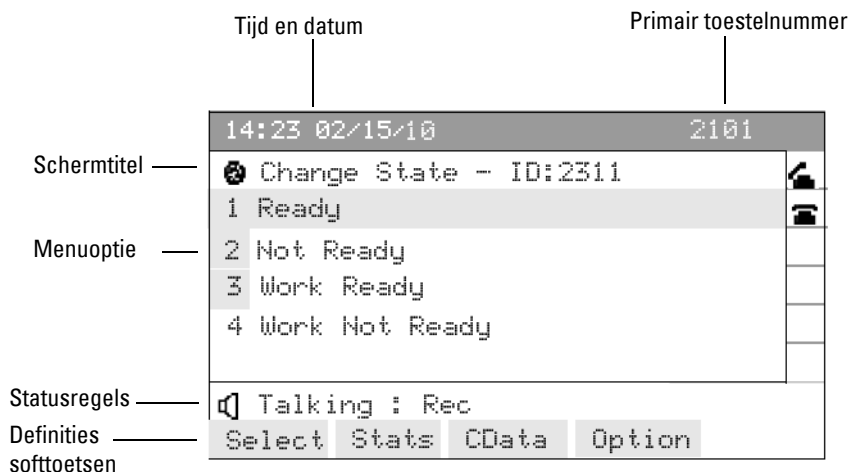 Tijd en datum
Primair toestelnummer
14:23 02/15/10 2101
Schermtitel
Change State - ID:2311
1 Ready
Menuoptie
2 Not Ready
3 Work Ready
4 Work Not Ready
Statusregels
Talking : Rec
Definities
softtoetsen
Select Stats CData Option